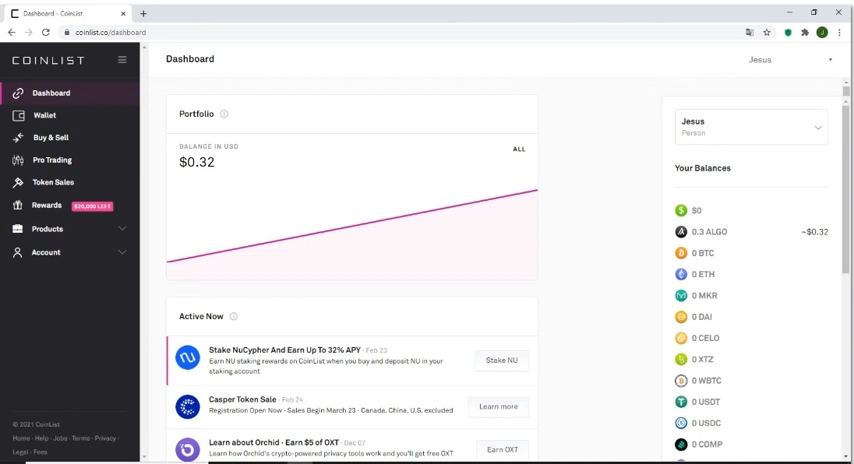 Dashboard - CoinList
coinlist.co/dashboard
J
COINLIST
Dashboard
Wallet
Buy & Sell
Pro Trading
Token Sales
Rewards $20,000 LEFT
Products
Account
© 2021 CoinList
Home · Help · Jobs · Terms · Privacy ·
Legal · Fees
Dashboard
Jesus
Portfolio
BALANCE IN USD
ALL
$0.32
Active Now
Stake NuCypher And Earn Up To 32% APY · Feb 23
Earn NU staking rewards on CoinList when you buy and deposit NU in your
staking account
Stake NU
Casper Token Sale · Feb 24
Registration Open Now · Sales Begin March 23 · Canada, China, U.S. excluded
Learn more
Learn about Orchid · Earn $5 of OXT · Dec 07
Learn how Orchid's crypto-powered privacy tools work and you'll get free OXT
Earn OXT
Jesus
Person
Your Balances
$0
0.3 ALGO ~$0.32
0 BTC
0 ETH
0 MKR
0 DAI
0 CELO
0 XTZ
0 WBTC
0 USDT
0 USDC
0 COMP